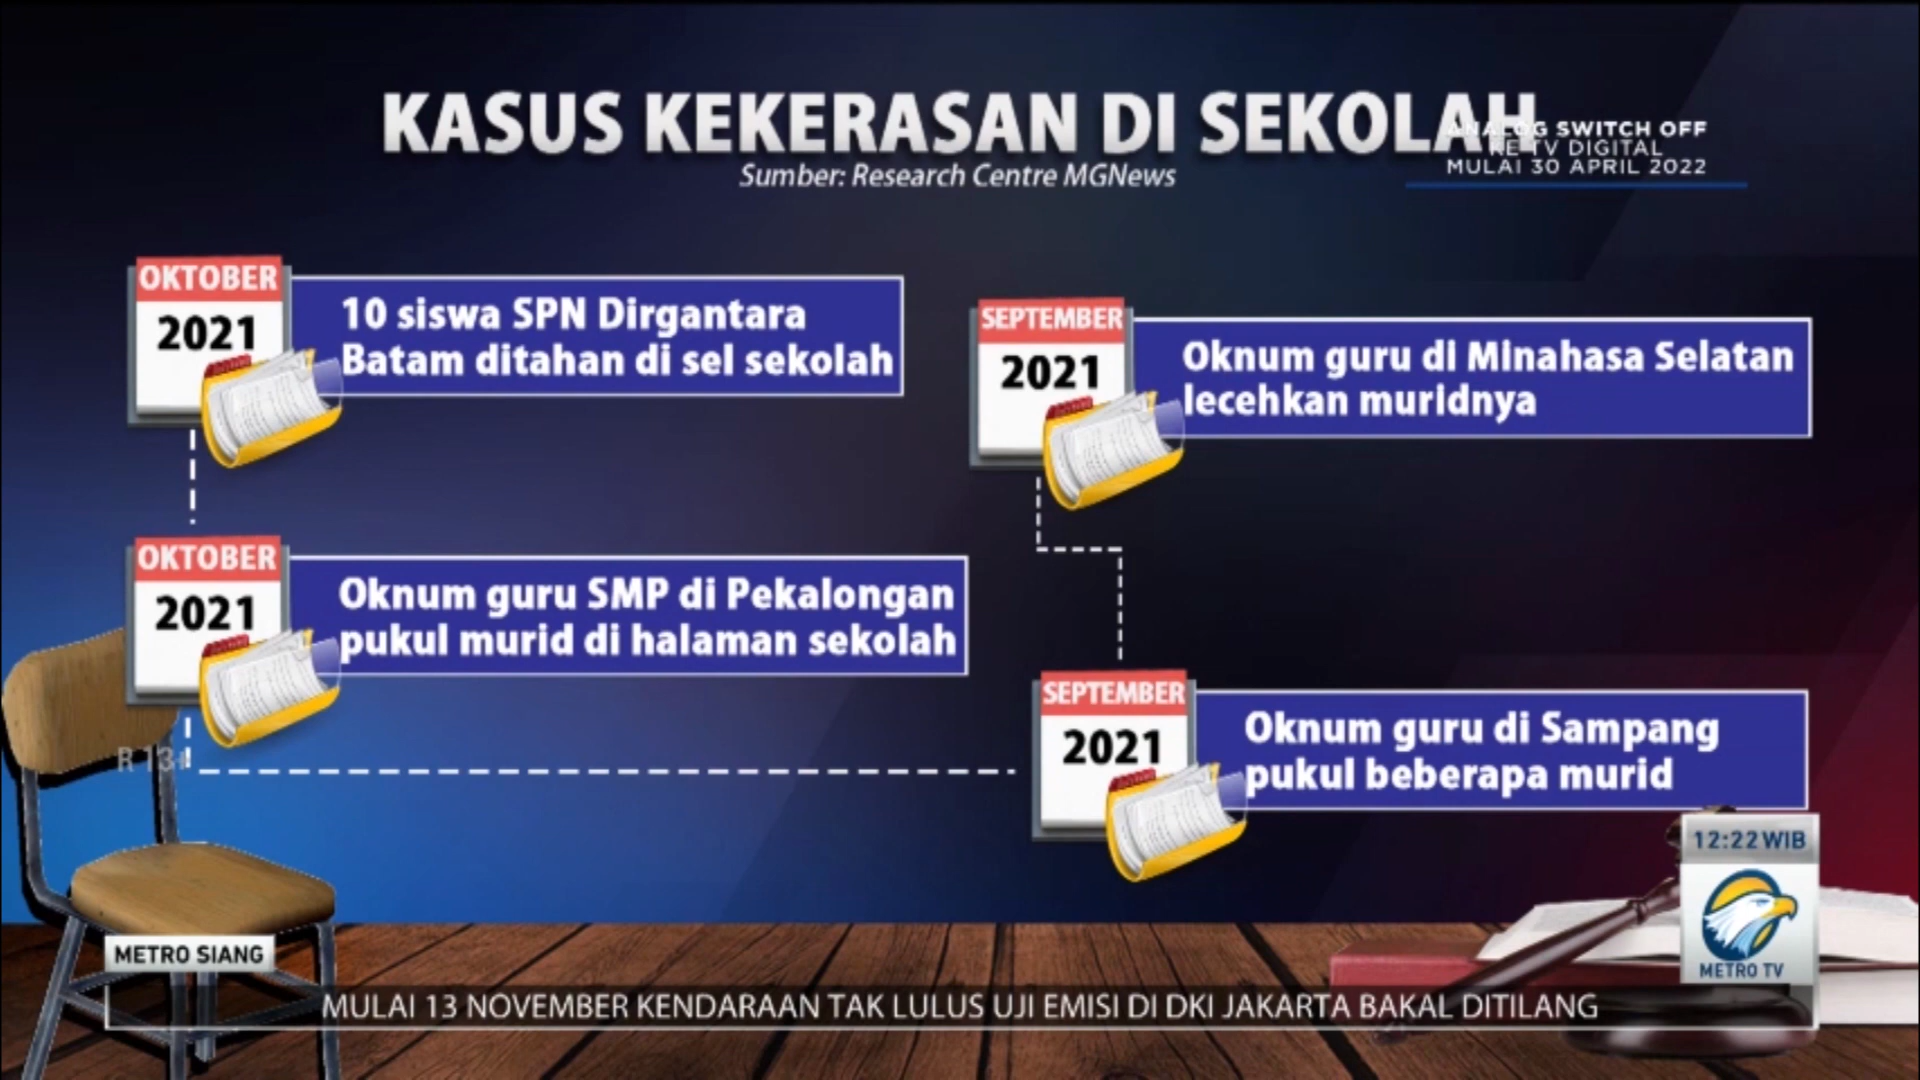 KASUS KEKERASAN DI SEKOLAH
Sumber: Research Centre MGNews
ANALOG SWITCH OFF
KE TV DIGITAL
MULAI 30 APRIL 2022
OKTOBER
2021
10 siswa SPN Dirgantara
Batam ditahan di sel sekolah
SEPTEMBER
2021
Oknum guru di Minahasa Selatan
lecehkan muridnya
OKTOBER
2021
Oknum guru SMP di Pekalongan
pukul murid di halaman sekolah
SEPTEMBER
2021
Oknum guru di Sampang
pukul beberapa murid
R 13+
12:22 WIB
METRO TV
METRO SIANG
MULAI 13 NOVEMBER KENDARAAN TAK LULUS UJI EMISI DI DKI JAKARTA BAKAL DITILANG